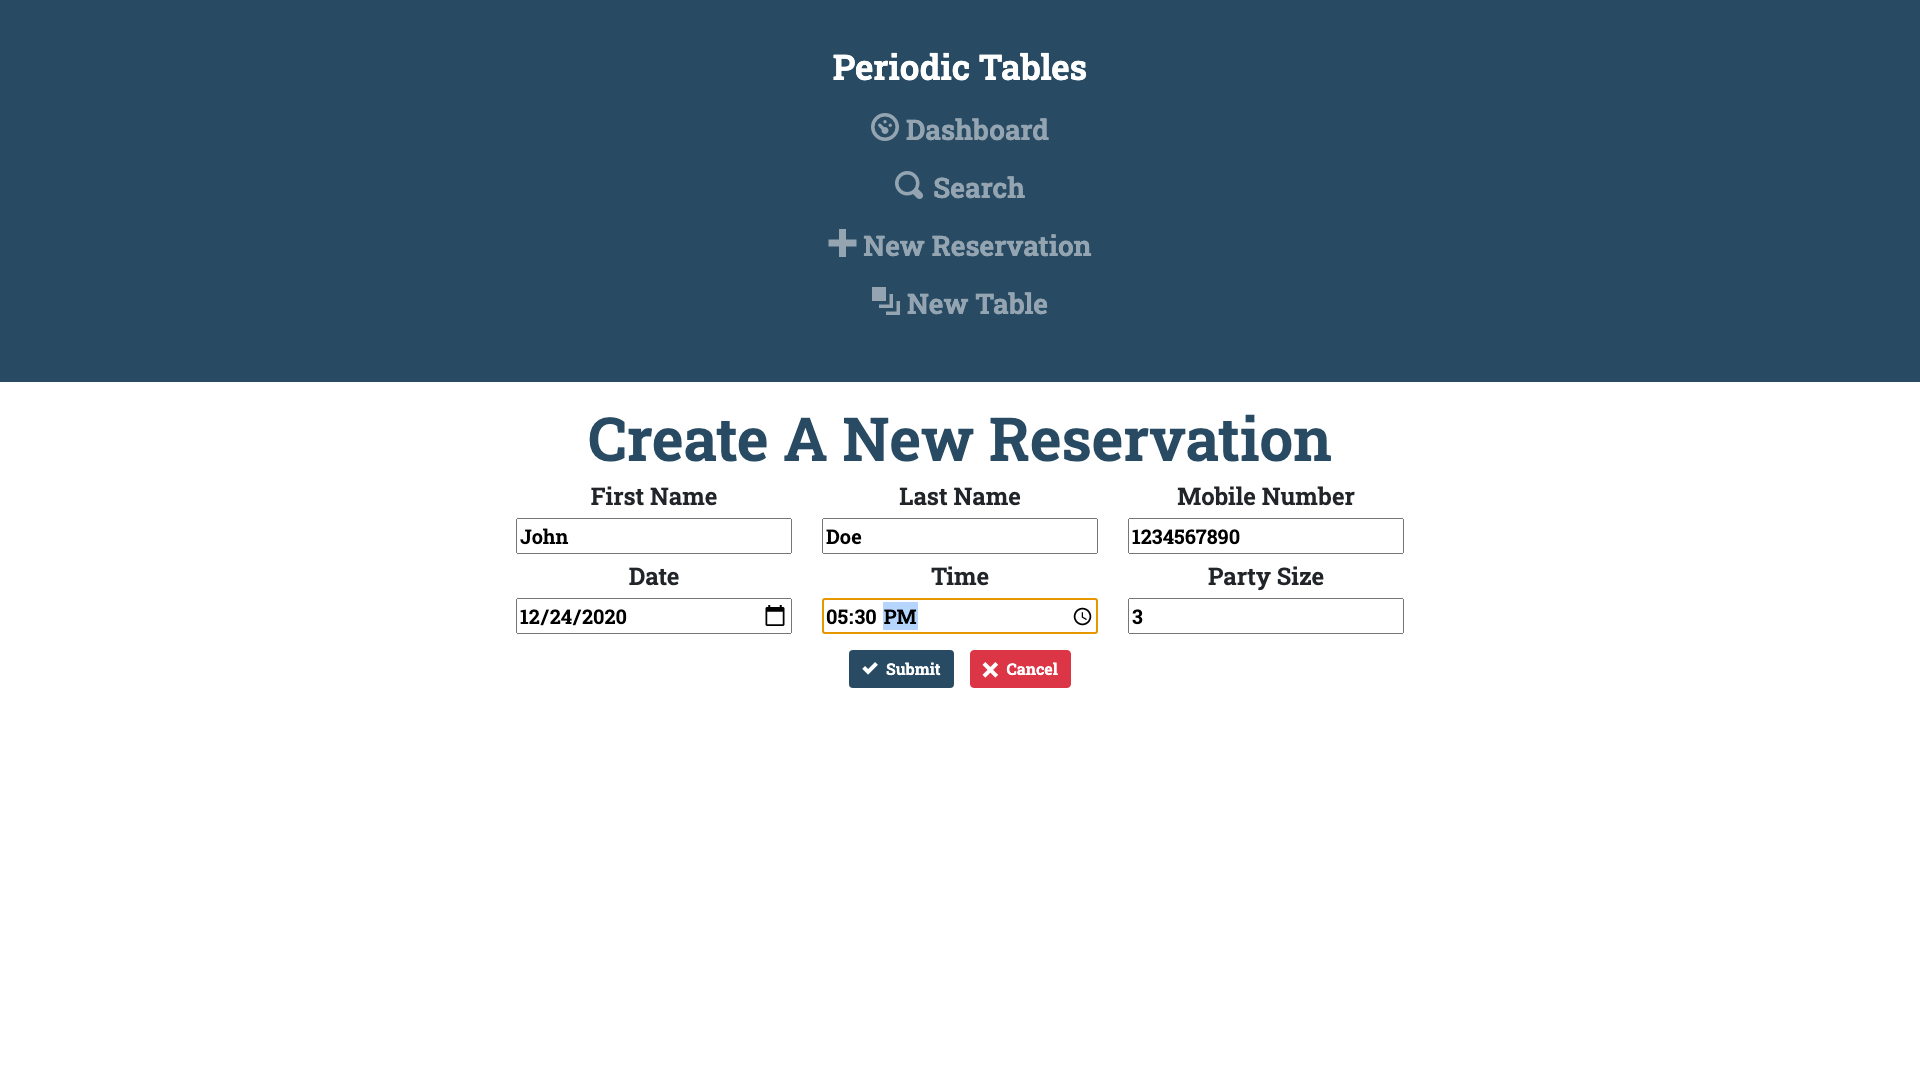 Periodic Tables
Dashboard
Search
New Reservation
New Table
Create A New Reservation
First Name Last Name Mobile Number
John Doe 1234567890
Date Time Party Size
12/24/2020 05:30 PM 3
Submit Cancel